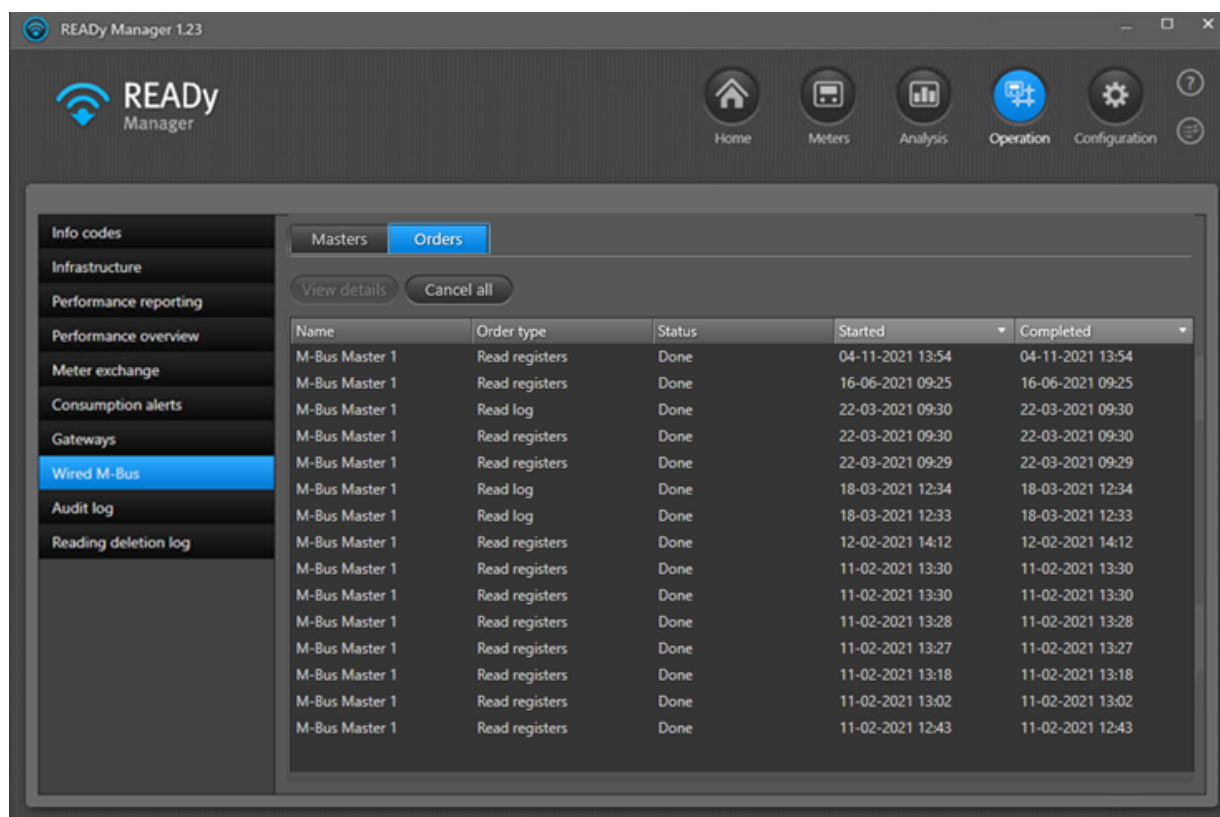 READy Manager 1.23
READy
Manager
Home Meters Analysis Operation Configuration
?
Info codes
Infrastructure
Performance reporting
Performance overview
Meter exchange
Consumption alerts
Gateways
Wired M-Bus
Audit log
Reading deletion log
Masters Orders
View details Cancel all
Name Order type Status Started Completed
M-Bus Master 1 Read registers Done 04-11-2021 13:54 04-11-2021 13:54
M-Bus Master 1 Read registers Done 16-06-2021 09:25 16-06-2021 09:25
M-Bus Master 1 Read log Done 22-03-2021 09:30 22-03-2021 09:30
M-Bus Master 1 Read registers Done 22-03-2021 09:30 22-03-2021 09:30
M-Bus Master 1 Read registers Done 22-03-2021 09:29 22-03-2021 09:29
M-Bus Master 1 Read log Done 18-03-2021 12:34 18-03-2021 12:34
M-Bus Master 1 Read log Done 18-03-2021 12:33 18-03-2021 12:33
M-Bus Master 1 Read registers Done 12-02-2021 14:12 12-02-2021 14:12
M-Bus Master 1 Read registers Done 11-02-2021 13:30 11-02-2021 13:30
M-Bus Master 1 Read registers Done 11-02-2021 13:30 11-02-2021 13:30
M-Bus Master 1 Read registers Done 11-02-2021 13:28 11-02-2021 13:28
M-Bus Master 1 Read registers Done 11-02-2021 13:27 11-02-2021 13:27
M-Bus Master 1 Read registers Done 11-02-2021 13:18 11-02-2021 13:18
M-Bus Master 1 Read registers Done 11-02-2021 13:02 11-02-2021 13:02
M-Bus Master 1 Read registers Done 11-02-2021 12:43 11-02-2021 12:43